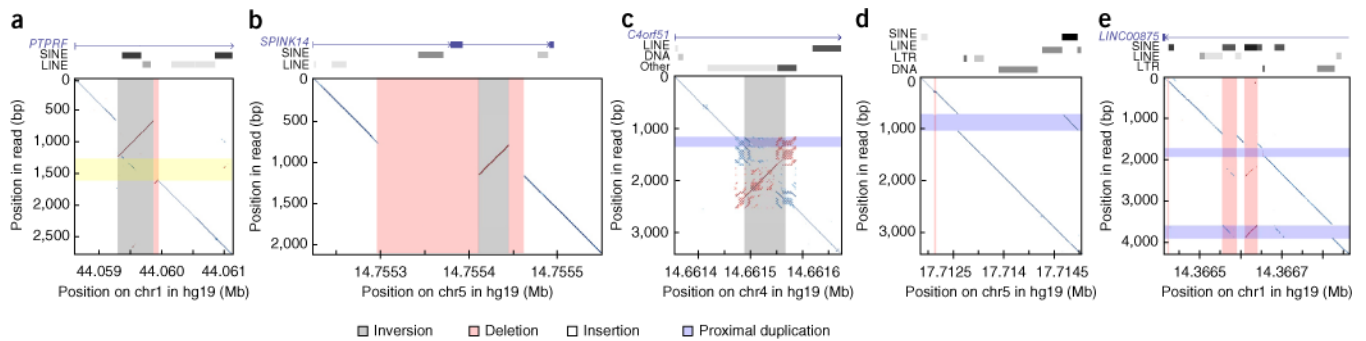 a b c d e
PTPRF
SINE
LINE
Position in read (bp)
0
500
1,000
1,500
2,000
2,500
44.059 44.060 44.061
Position on chr1 in hg19 (Mb)
SPINK14
SINE
LINE
Position in read (bp)
0
500
1,000
1,500
2,000
14.7553 14.7554 14.7555
Position on chr5 in hg19 (Mb)
C4orf51
LINE
DNA
Other
Position in read (bp)
0
1,000
2,000
3,000
14.6614 14.6615 14.6616
Position on chr4 in hg19 (Mb)
SINE
LINE
LTR
DNA
Position in read (bp)
0
1,000
2,000
3,000
17.7125 17.714 17.7145
Position on chr5 in hg19 (Mb)
LINC00875
SINE
LINE
LTR
Position in read (bp)
0
1,000
2,000
3,000
4,000
14.3665 14.3667
Position on chr1 in hg19 (Mb)
Inversion Deletion Insertion Proximal duplication